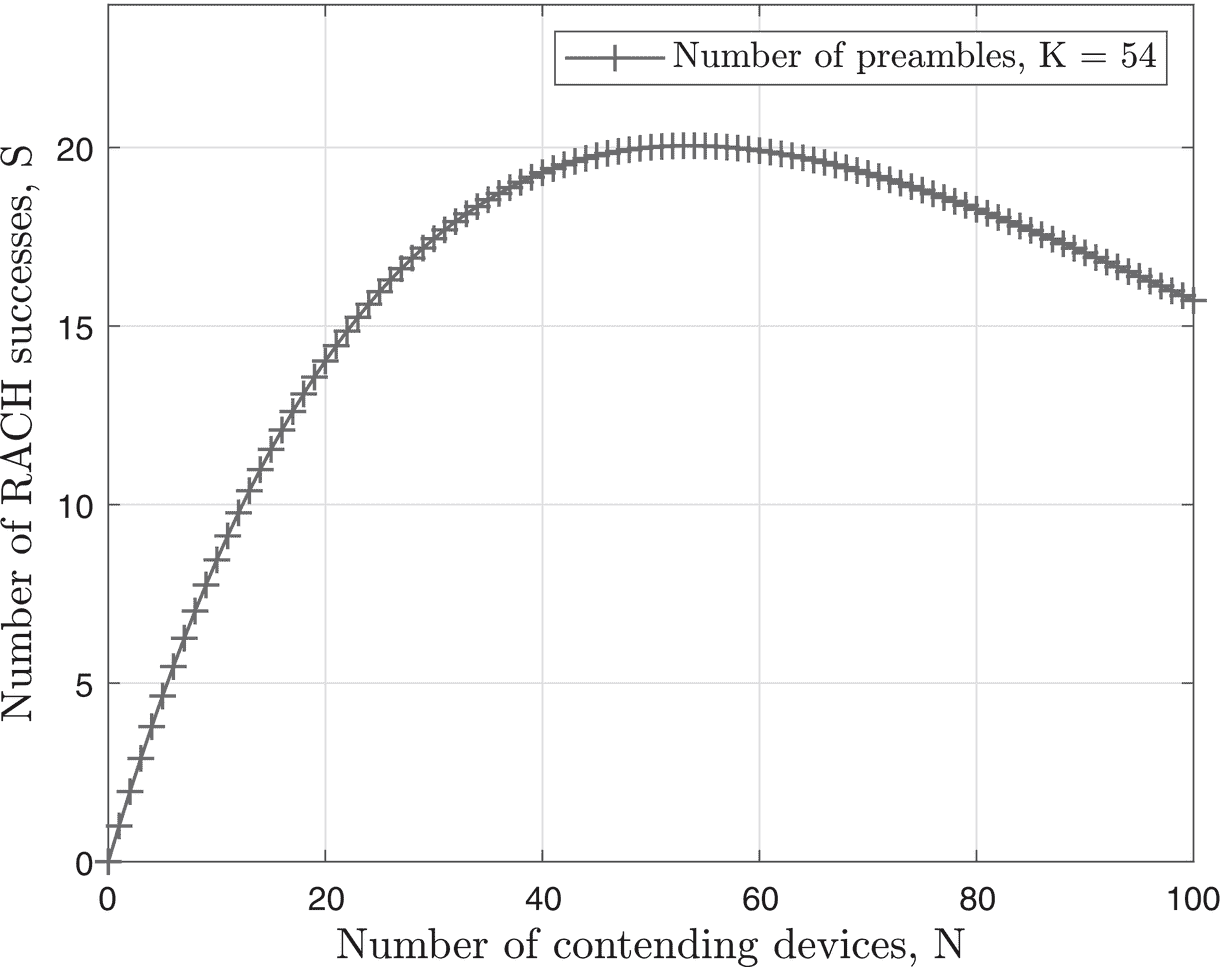 Number of preambles, K = 54
20
15
10
5
0
Number of RACH successes, S
0 20 40 60 80 100
Number of contending devices, N